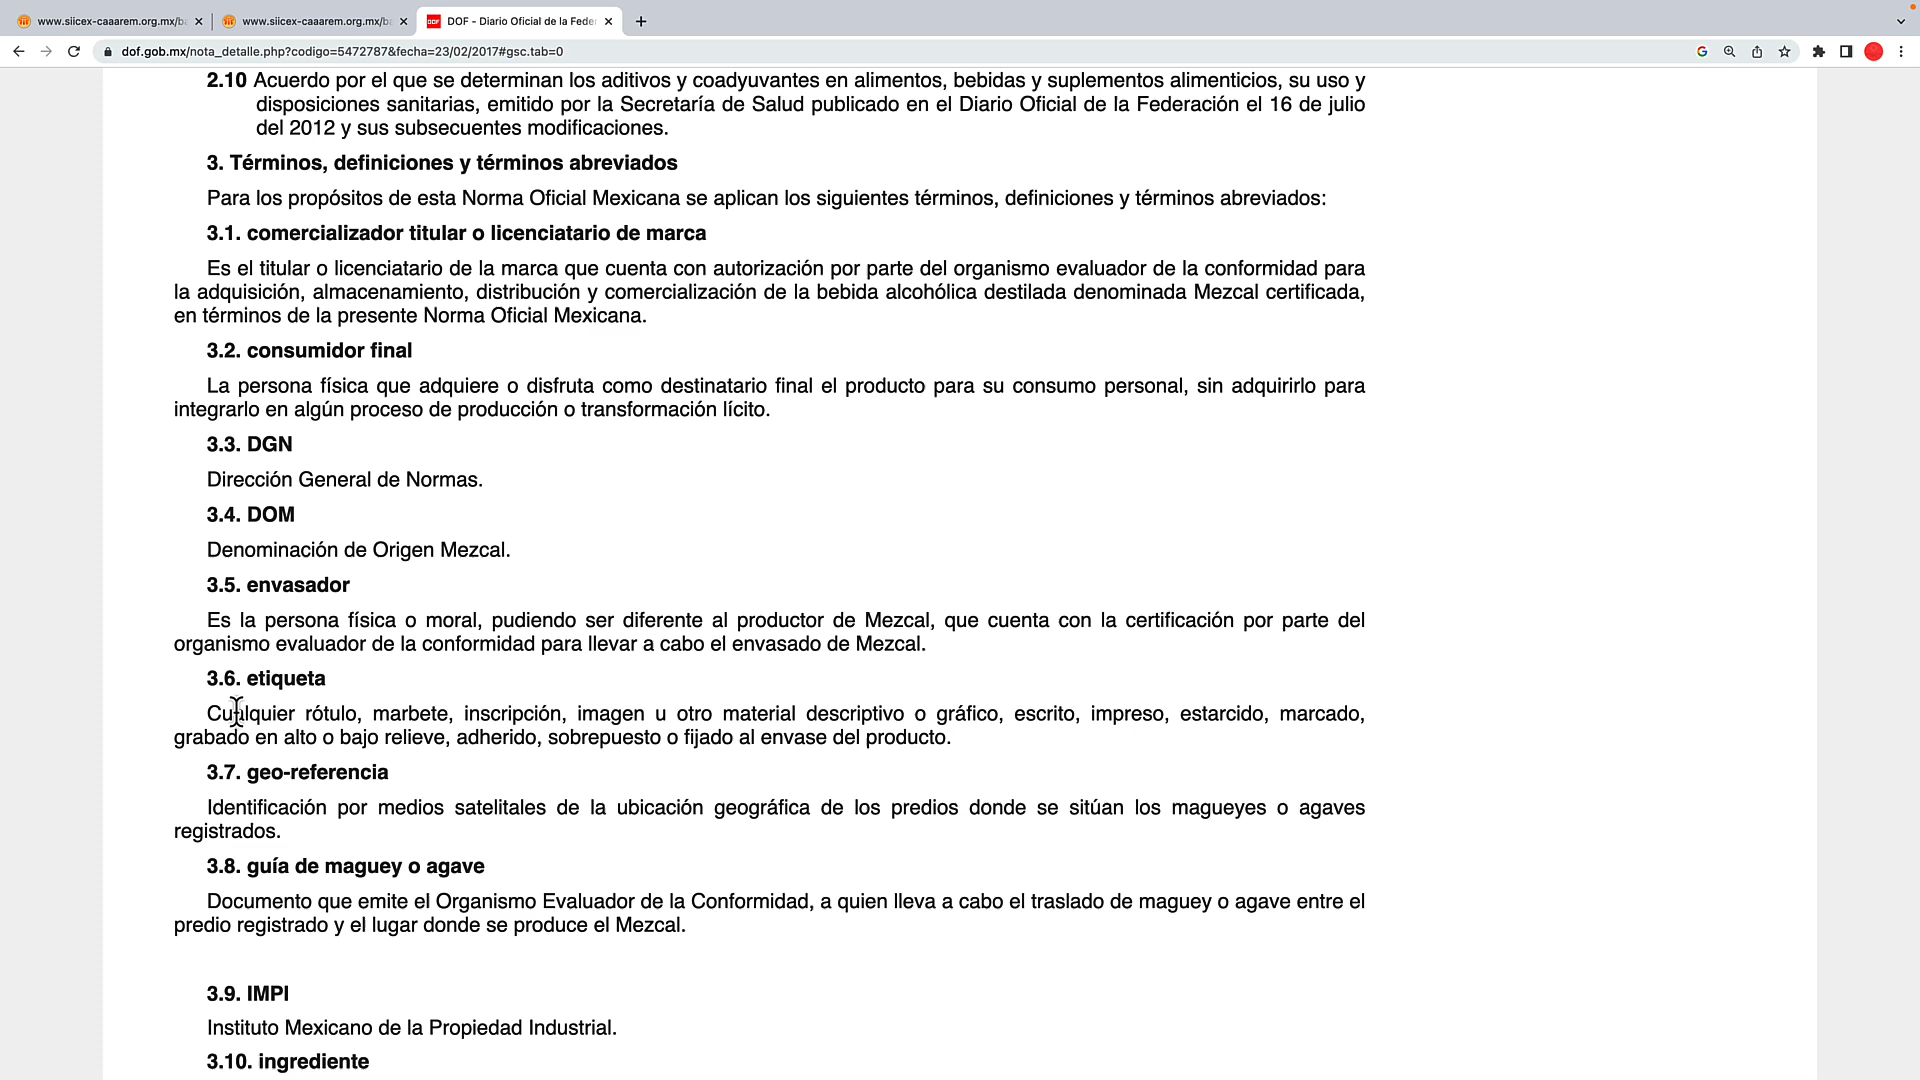 www.siicex-caaarem.org.mx/ba
www.siicex-caaarem.org.mx/ba
DOF - Diario Oficial de la Feder
dof.gob.mx/nota_detalle.php?codigo=5472787&fecha=23/02/2017#gsc.tab=0
2.10 Acuerdo por el que se determinan los aditivos y coadyuvantes en alimentos, bebidas y suplementos alimenticios, su uso y
disposiciones sanitarias, emitido por la Secretaría de Salud publicado en el Diario Oficial de la Federación el 16 de julio
del 2012 y sus subsecuentes modificaciones.
3. Términos, definiciones y términos abreviados
Para los propósitos de esta Norma Oficial Mexicana se aplican los siguientes términos, definiciones y términos abreviados:
3.1. comercializador titular o licenciatario de marca
Es el titular o licenciatario de la marca que cuenta con autorización por parte del organismo evaluador de la conformidad para
la adquisición, almacenamiento, distribución y comercialización de la bebida alcohólica destilada denominada Mezcal certificada,
en términos de la presente Norma Oficial Mexicana.
3.2. consumidor final
La persona física que adquiere o disfruta como destinatario final el producto para su consumo personal, sin adquirirlo para
integrarlo en algún proceso de producción o transformación lícito.
3.3. DGN
Dirección General de Normas.
3.4. DOM
Denominación de Origen Mezcal.
3.5. envasador
Es la persona física o moral, pudiendo ser diferente al productor de Mezcal, que cuenta con la certificación por parte del
organismo evaluador de la conformidad para llevar a cabo el envasado de Mezcal.
3.6. etiqueta
Cualquier rótulo, marbete, inscripción, imagen u otro material descriptivo o gráfico, escrito, impreso, estarcido, marcado,
grabado en alto o bajo relieve, adherido, sobrepuesto o fijado al envase del producto.
3.7. geo-referencia
Identificación por medios satelitales de la ubicación geográfica de los predios donde se sitúan los magueyes o agaves
registrados.
3.8. guía de maguey o agave
Documento que emite el Organismo Evaluador de la Conformidad, a quien lleva a cabo el traslado de maguey o agave entre el
predio registrado y el lugar donde se produce el Mezcal.
3.9. IMPI
Instituto Mexicano de la Propiedad Industrial.
3.10. ingrediente